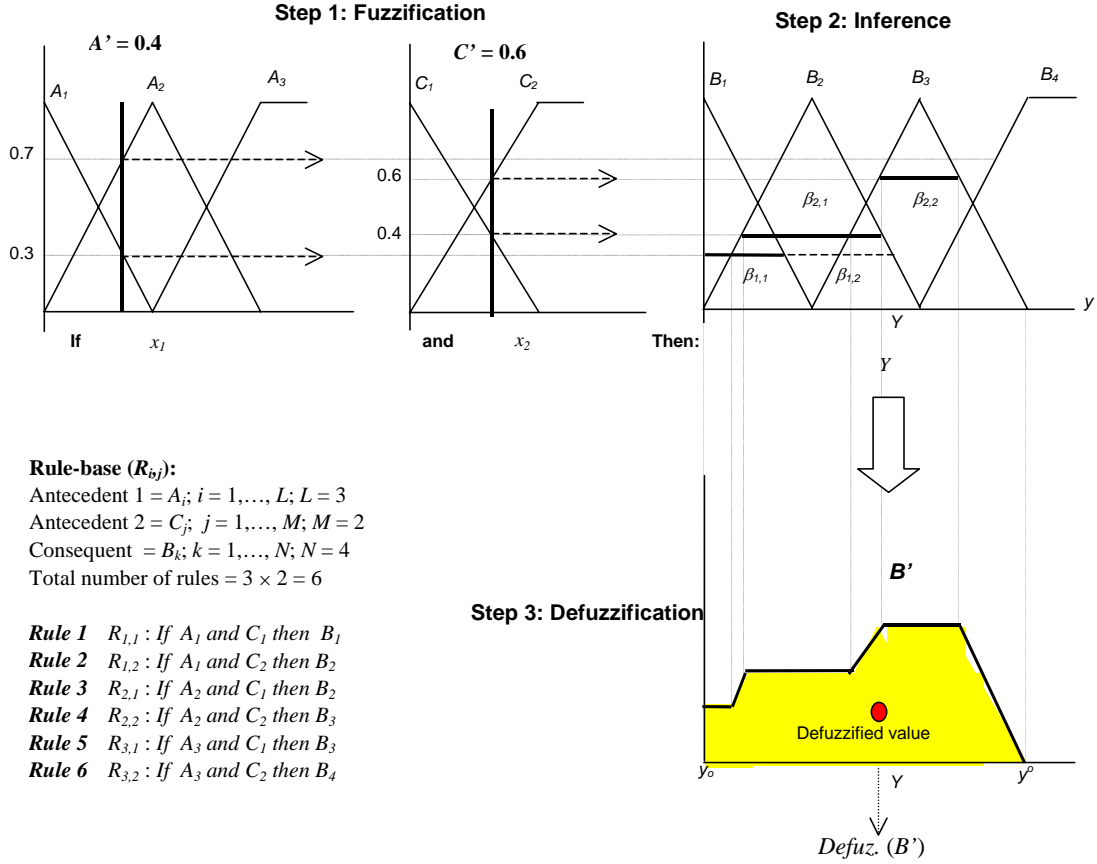 Step 1: Fuzzification
Step 2: Inference
A’ = 0.4
C’ = 0.6
A1
A2
A3
C1
C2
B1
B2
B3
B4
0.7
0.3
0.6
0.4
β2,1
β2,2
β1,1
β1,2
y
Y
If
x1
and
x2
Then:
Y
Rule-base (Ri,j):
Antecedent 1 = Ai; i = 1,…, L; L = 3
Antecedent 2 = Cj; j = 1,…, M; M = 2
Consequent = Bk; k = 1,…, N; N = 4
Total number of rules = 3 × 2 = 6
Rule 1 R1,1 : If A1 and C1 then B1
Rule 2 R1,2 : If A1 and C2 then B2
Rule 3 R2,1 : If A2 and C1 then B2
Rule 4 R2,2 : If A2 and C2 then B3
Rule 5 R3,1 : If A3 and C1 then B3
Rule 6 R3,2 : If A3 and C2 then B4
B’
Step 3: Defuzzification
Defuzzified value
yo
Y
yo
Defuz. (B’)